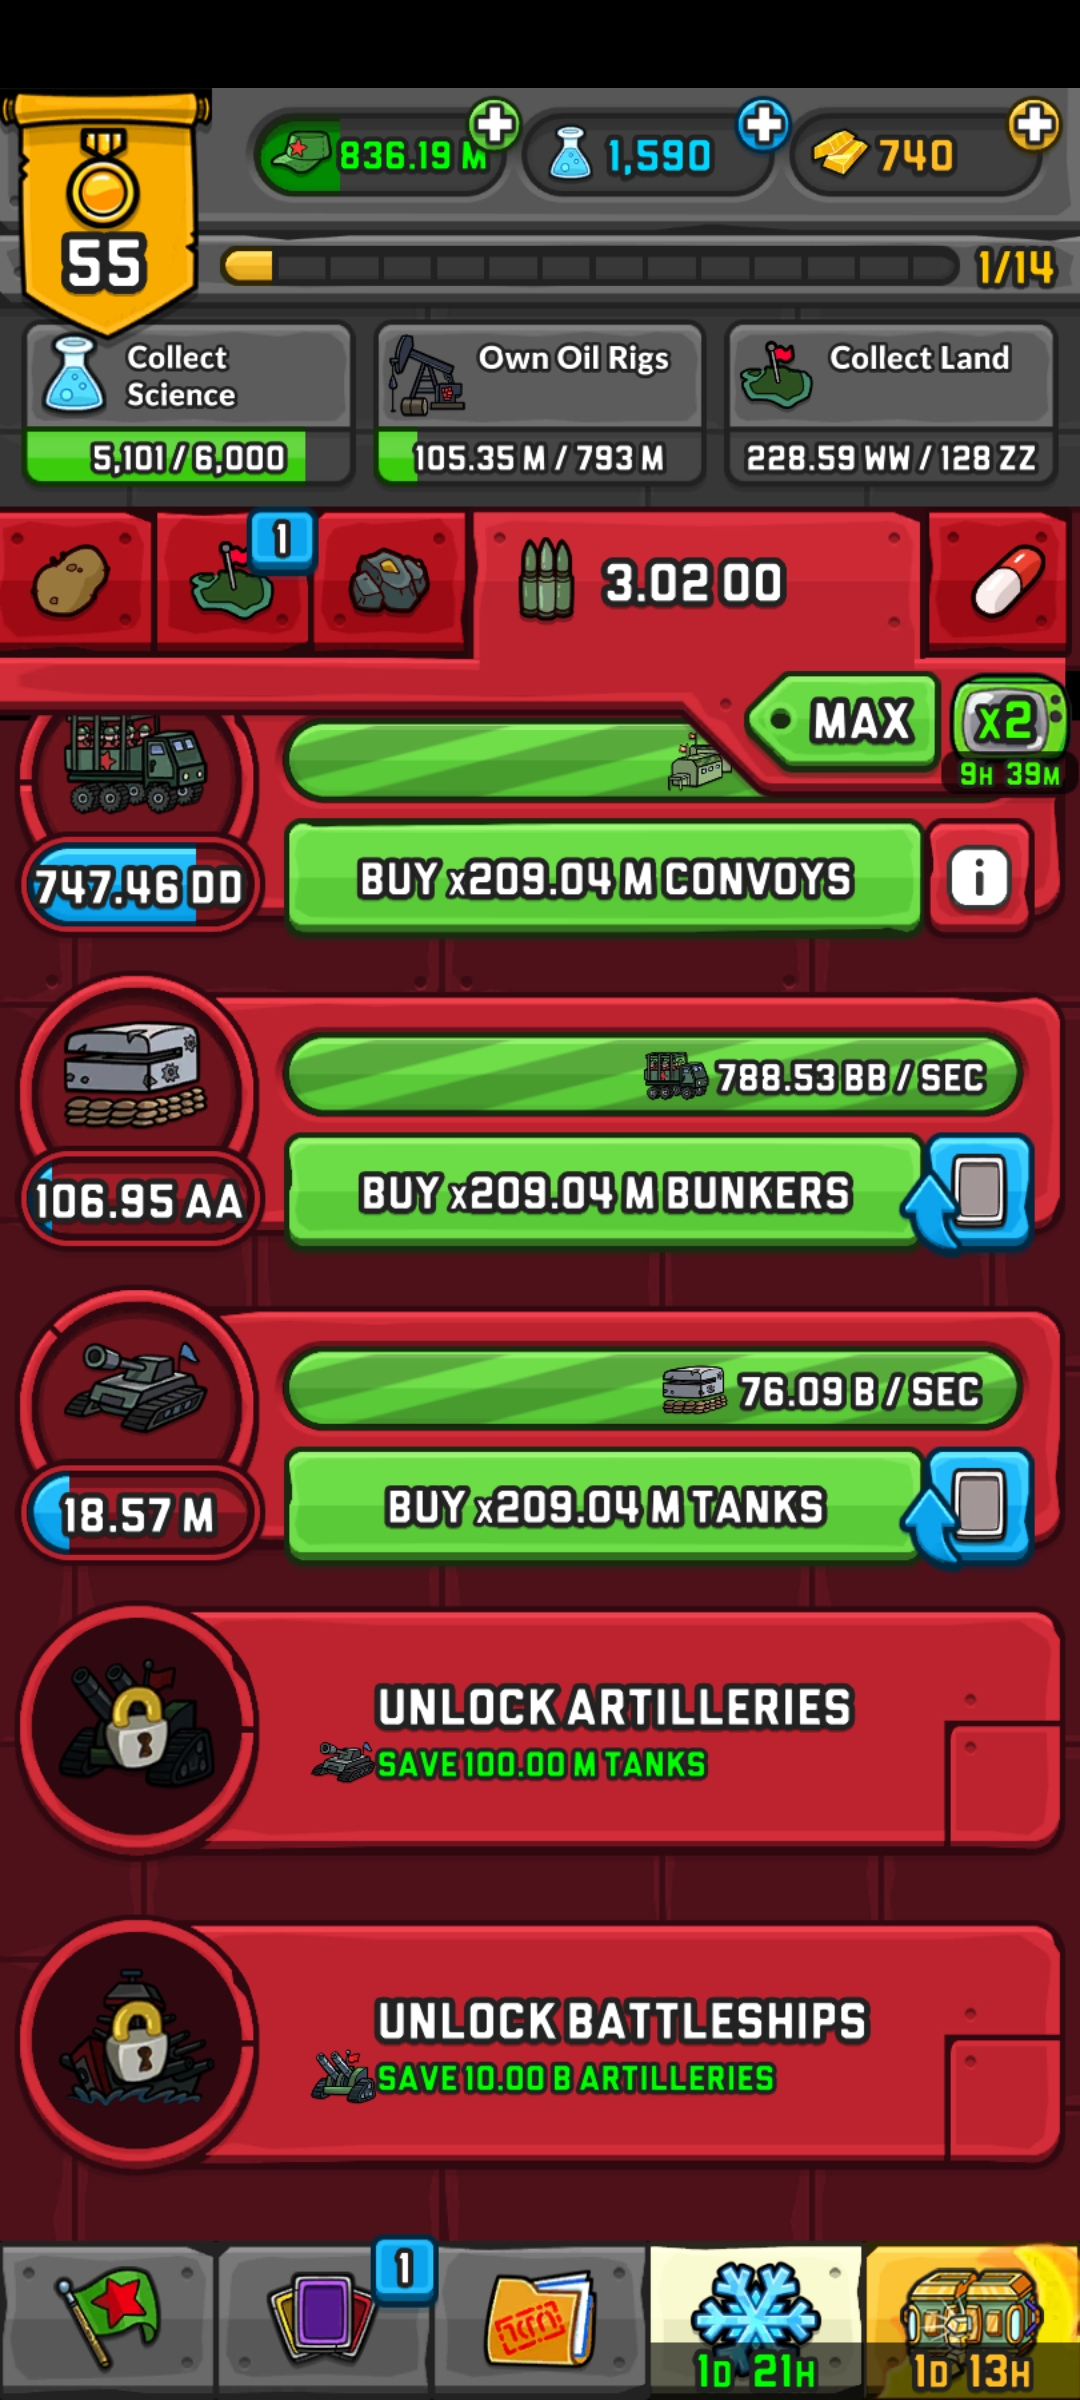 836.19 M
1,590
740
55
1/14
Collect
Science
5,101 / 6,000
Own Oil Rigs
105.35 M / 793 M
Collect Land
228.59 WW / 128 ZZ
1
3.02 OO
MAX
x2
9H 39M
747.46 DD
BUY x209.04 M CONVOYS
i
788.53 BB / SEC
106.95 AA
BUY x209.04 M BUNKERS
76.09 B / SEC
18.57 M
BUY x209.04 M TANKS
UNLOCK ARTILLERIES
SAVE 100.00 M TANKS
UNLOCK BATTLESHIPS
SAVE 10.00 B ARTILLERIES
1
1D 21H
1D 13H